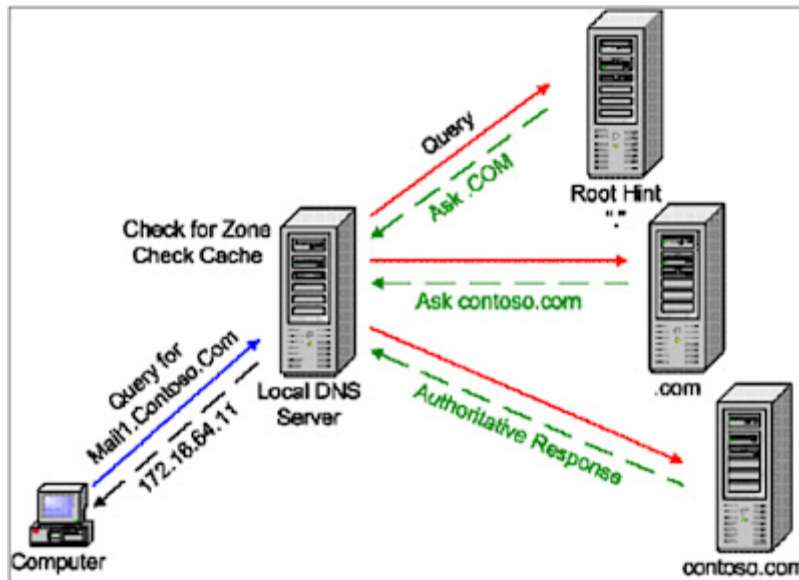 Query
Ask .COM
Root Hint
"."
Check for Zone
Check Cache
Ask contoso.com
.com
Query for
Mail1.Contoso.Com
172.16.64.11
Local DNS
Server
Authoritative Response
Computer
contoso.com